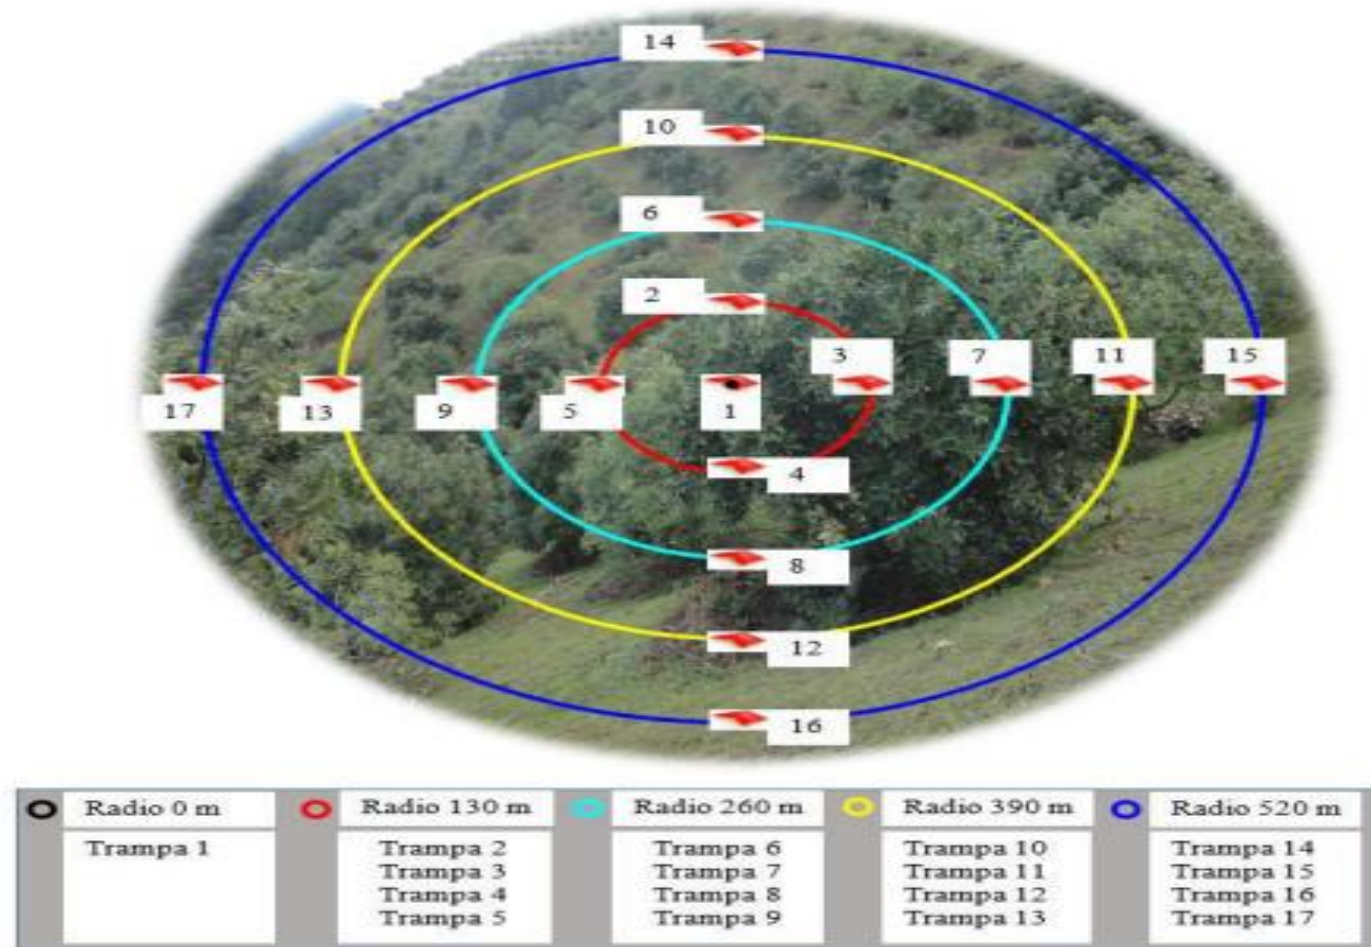 14
10
6
2
3
7
11
15
17
13
9
5
1
4
8
12
16
Radio 0 m
Radio 130 m
Radio 260 m
Radio 390 m
Radio 520 m
Trampa 1
Trampa 2
Trampa 6
Trampa 10
Trampa 14
Trampa 3
Trampa 7
Trampa 11
Trampa 15
Trampa 4
Trampa 8
Trampa 12
Trampa 16
Trampa 5
Trampa 9
Trampa 13
Trampa 17